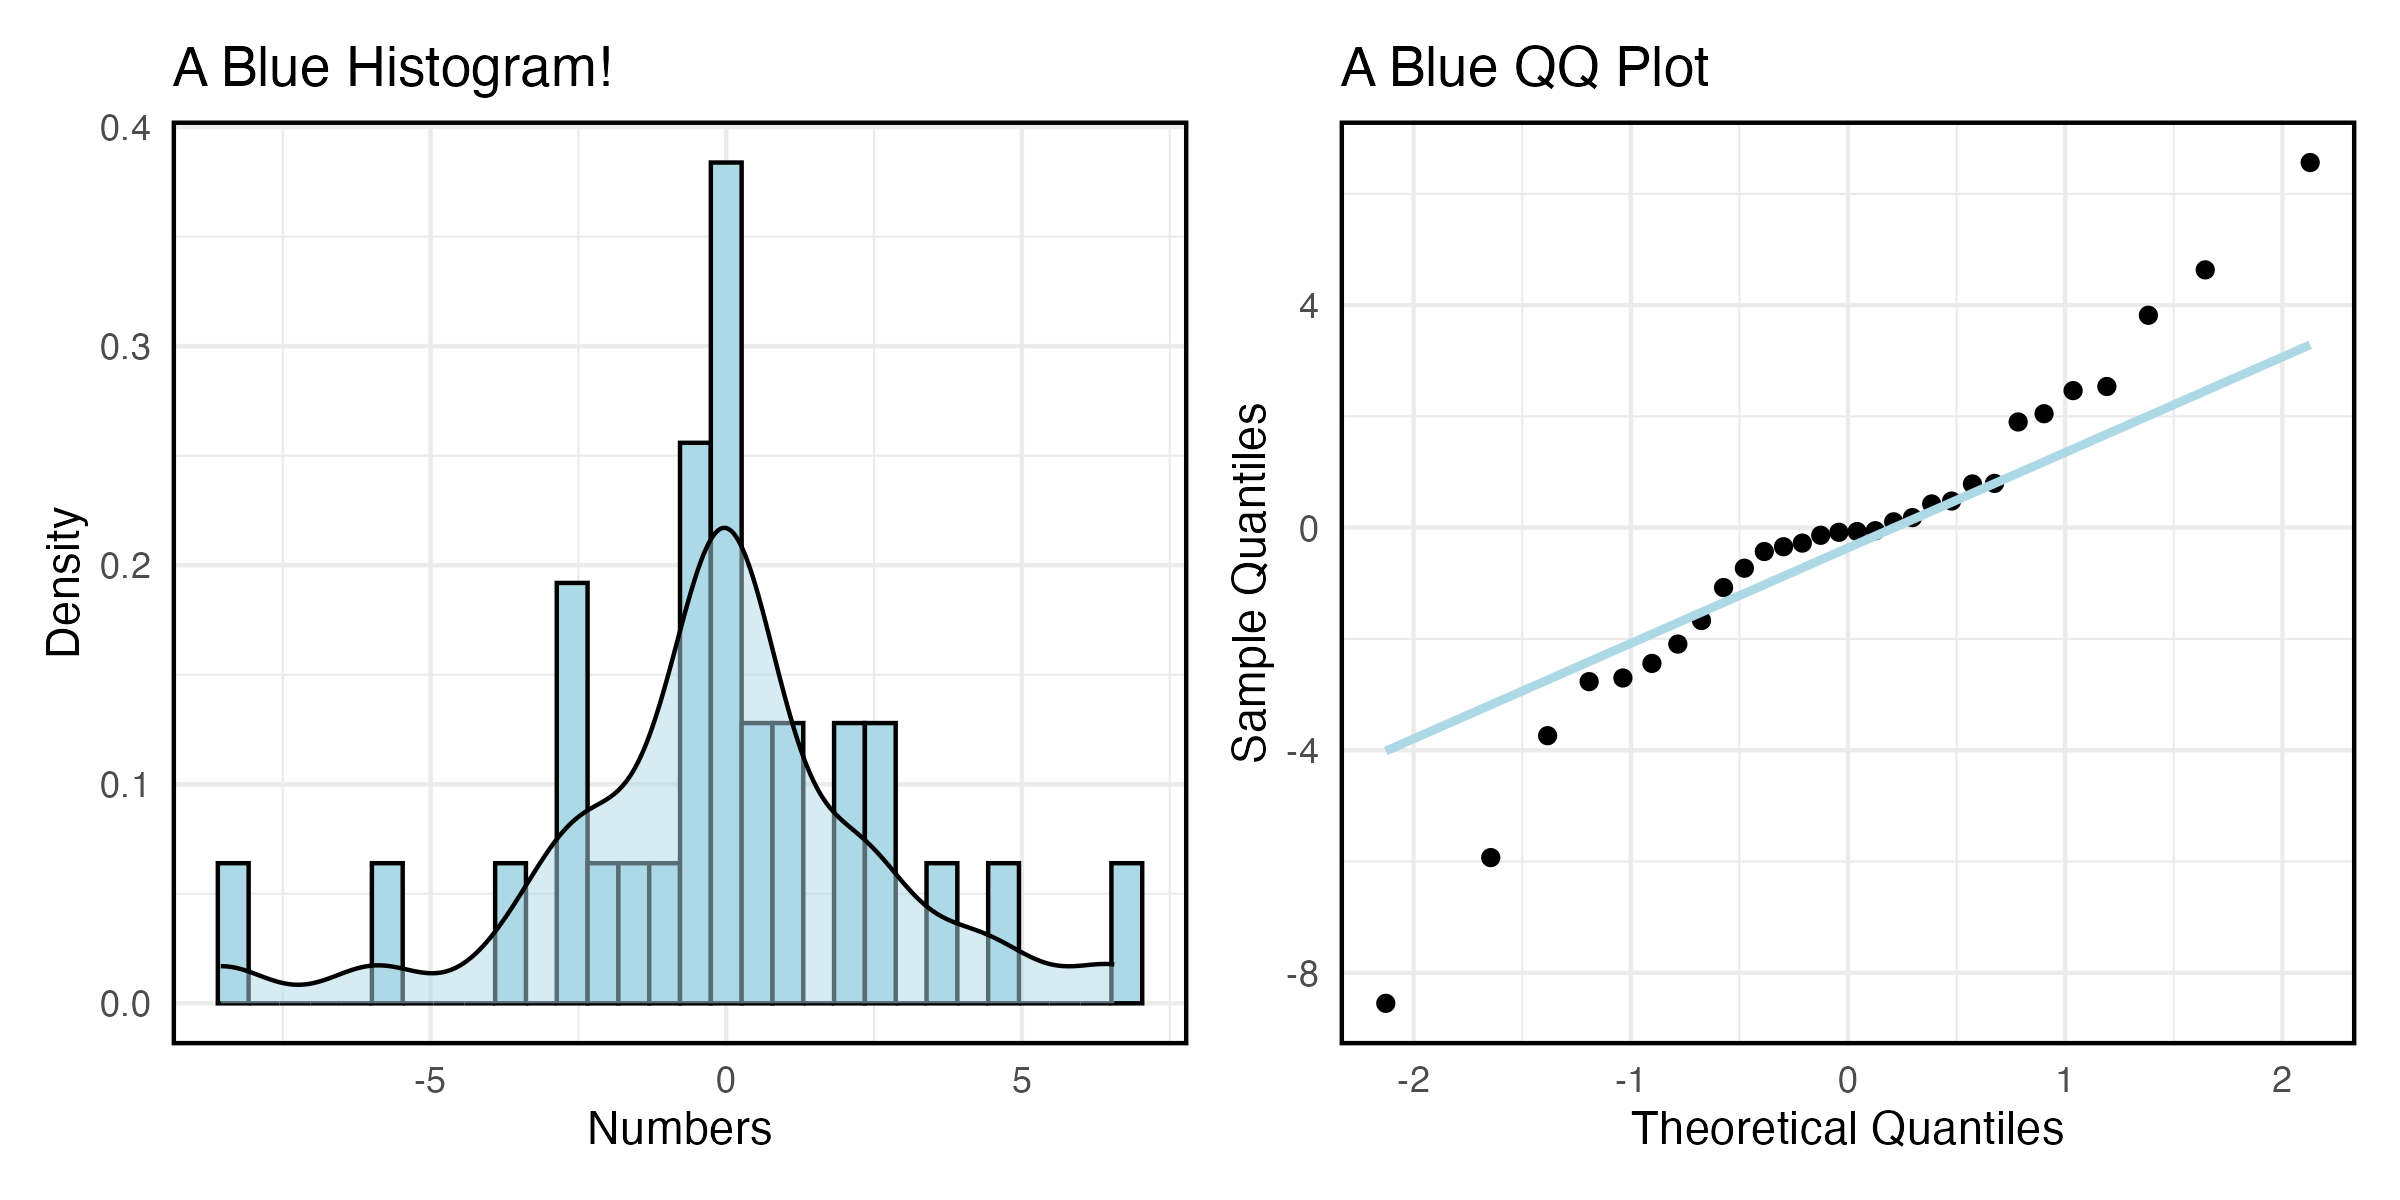 A Blue Histogram!
0.4
0.3
0.2
0.1
0.0
Density
-5 0 5
Numbers
A Blue QQ Plot
4
0
-4
-8
Sample Quantiles
-2 -1 0 1 2
Theoretical Quantiles